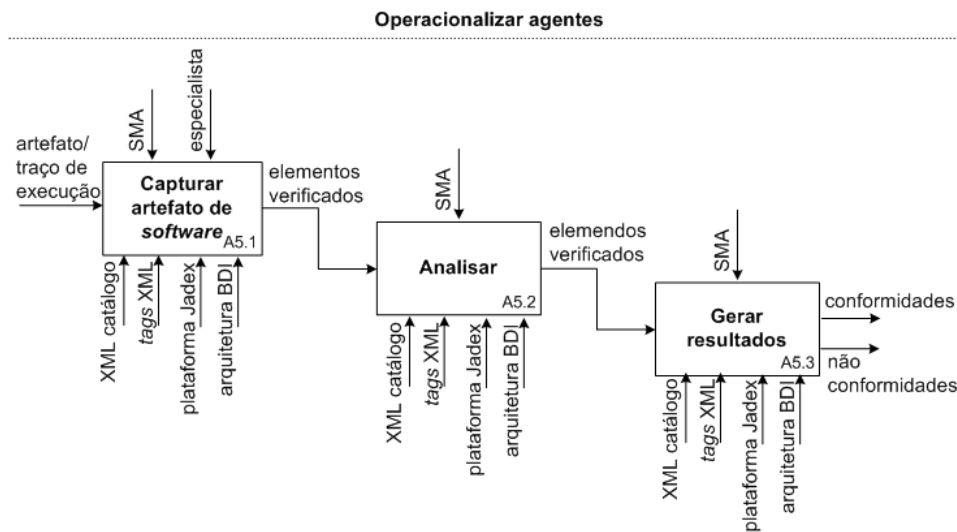 Operacionalizar agentes
SMA
especialista
artefato/
traço de
execução
Capturar
artefato de
software
A5.1
elementos
verificados
XML catálogo
tags XML
plataforma Jadex
arquitetura BDI
SMA
Analisar
A5.2
elemendos
verificados
XML catálogo
tags XML
plataforma Jadex
arquitetura BDI
SMA
Gerar
resultados
A5.3
conformidades
não
conformidades
XML catálogo
tags XML
plataforma Jadex
arquitetura BDI